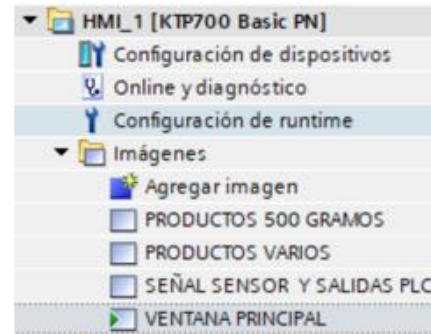 HMI_1 [KTP700 Basic PN]
Configuración de dispositivos
Online y diagnóstico
Configuración de runtime
Imágenes
Agregar imagen
PRODUCTOS 500 GRAMOS
PRODUCTOS VARIOS
SEÑAL SENSOR Y SALIDAS PLC
VENTANA PRINCIPAL